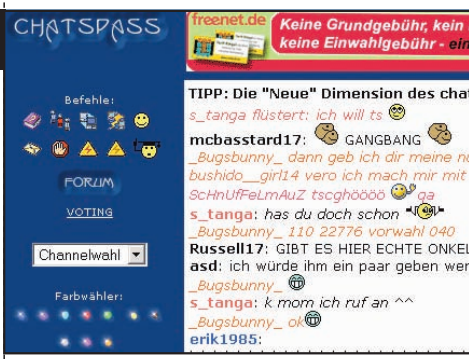 CHATSPASS
freenet.de
Keine Grundgebühr, kein
keine Einwahlgebühr - ein
Befehle:
FORUM
VOTING
Channelwahl
Farbwähler:
TIPP: Die "Neue" Dimension des chat
s_tanga flüstert: ich will ts
mcbasstard17: GANGBANG
_Bugsbunny_ dann geb ich dir meine nu
bushido__girl14 vero ich mach mir mit
ScHnUfFeLmAuZ tscghöööö ga
s_tanga: has du doch schon
_Bugsbunny_ 110 22776 vorwahl 040
Russell17: GIBT ES HIER ECHTE ONKEL
asd: ich würde ihm ein paar geben wer
_Bugsbunny_
s_tanga: k mom ich ruf an ^^
_Bugsbunny_ ok
erik1985: